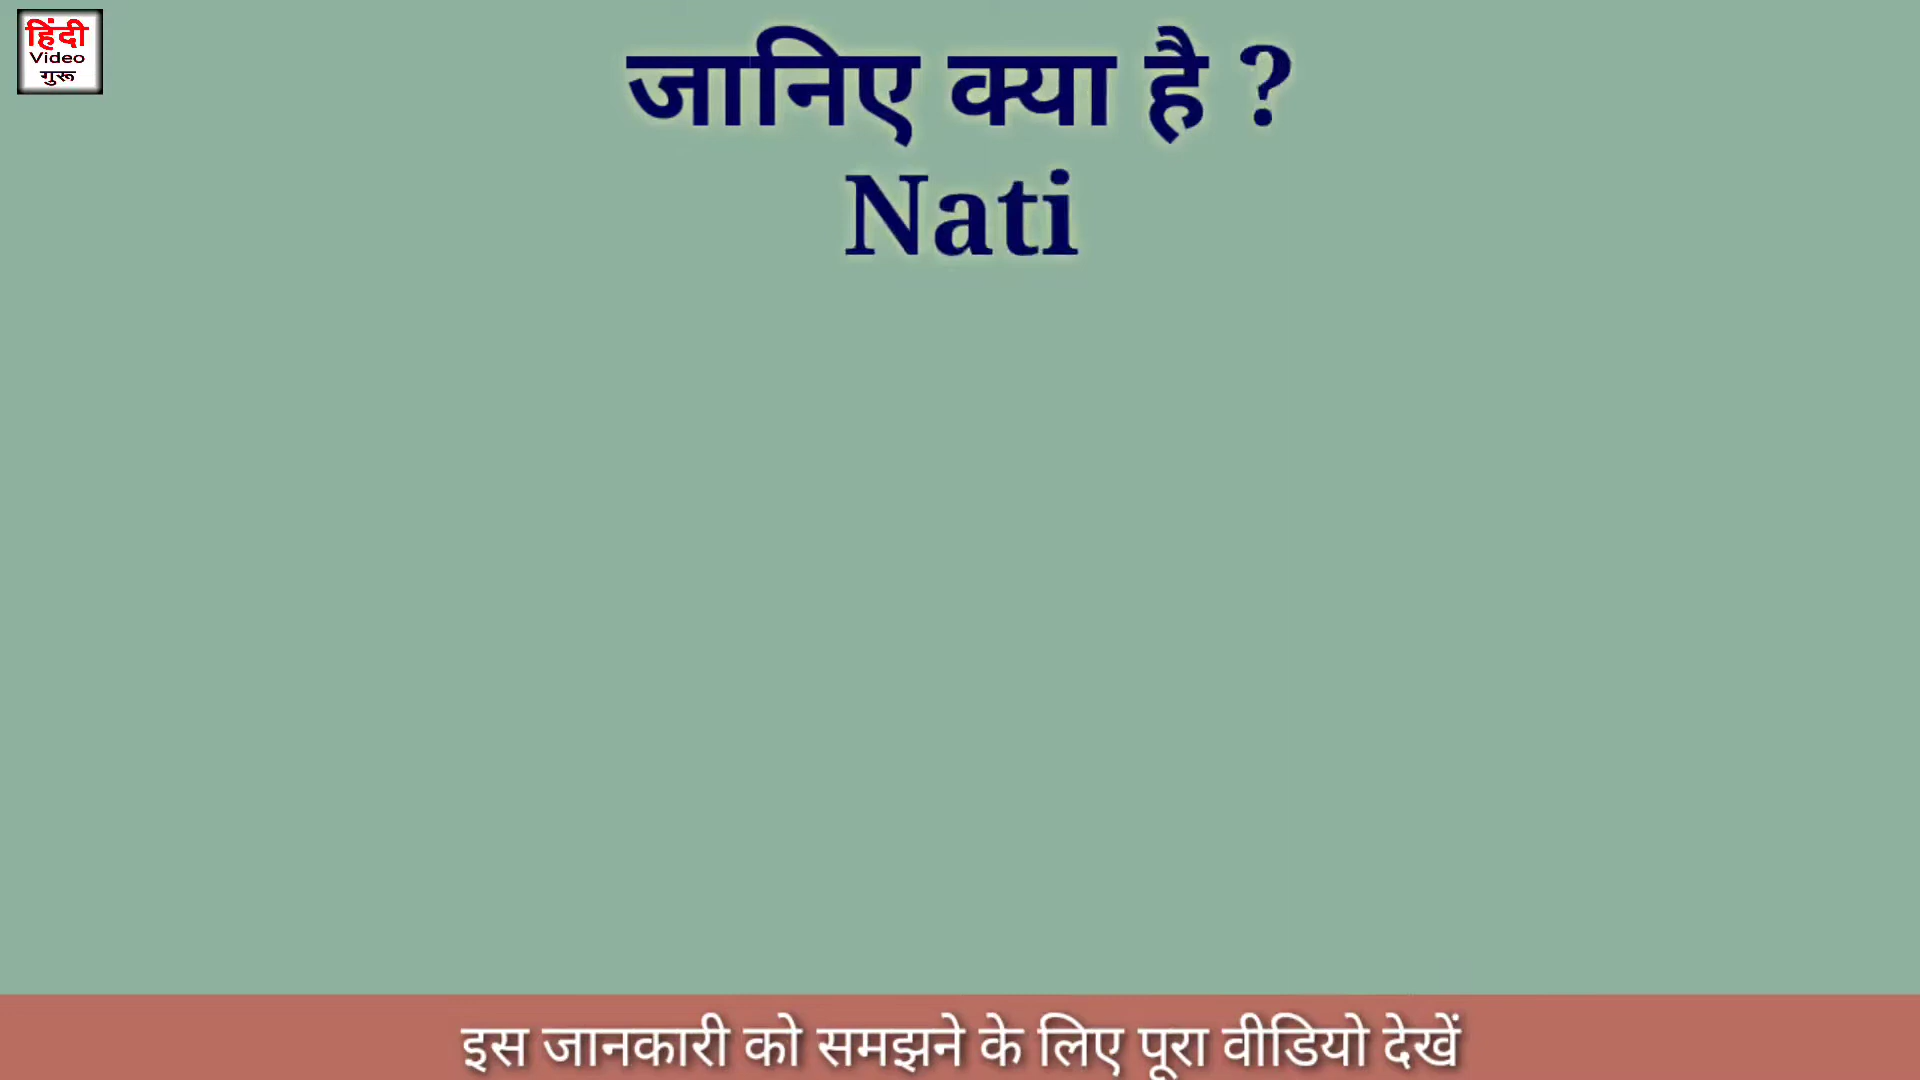 हिंदी
Video
गुरू
जानिए क्या है ?
Nati
इस जानकारी को समझने के लिए पूरा वीडियो देखें